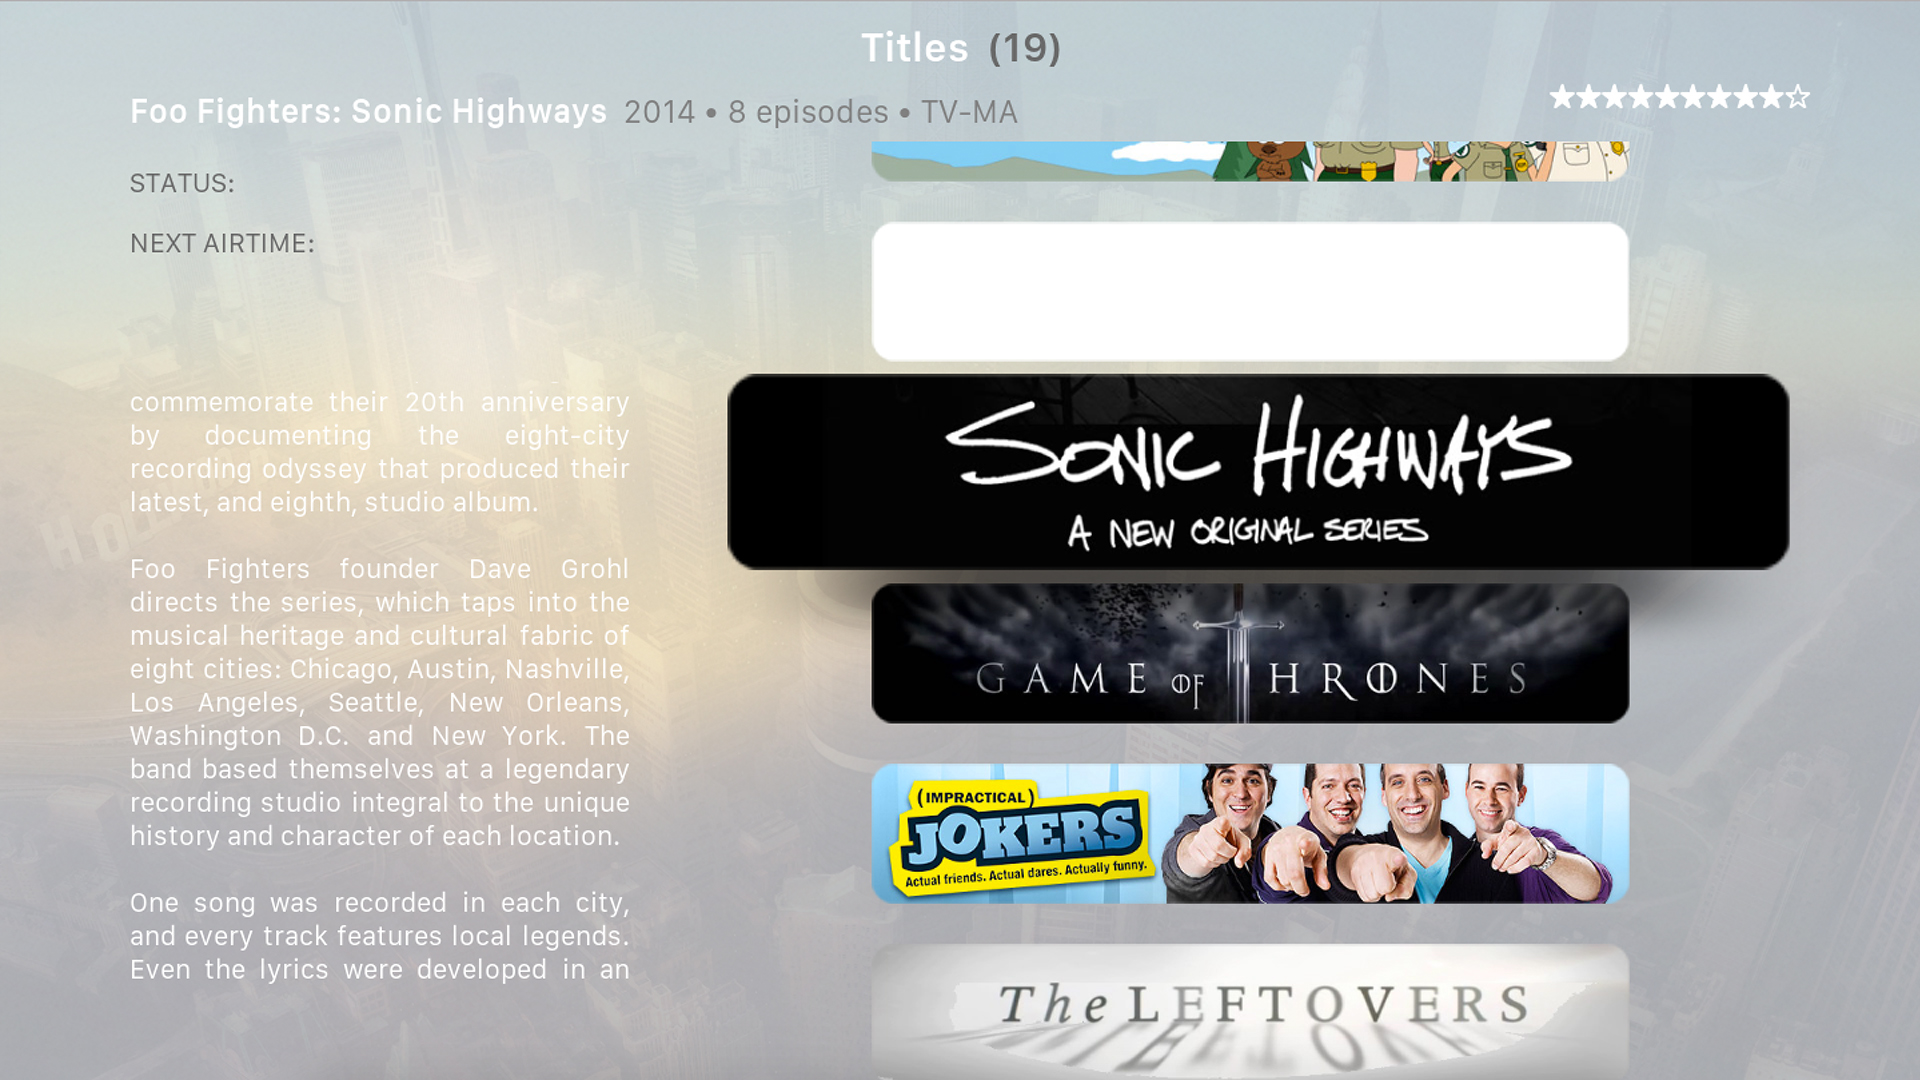 Titles (19)
Foo Fighters: Sonic Highways 2014 • 8 episodes • TV-MA
STATUS:
NEXT AIRTIME:
commemorate their 20th anniversary
by documenting the eight-city
recording odyssey that produced their
latest, and eighth, studio album.
Foo Fighters founder Dave Grohl
directs the series, which taps into the
musical heritage and cultural fabric of
eight cities: Chicago, Austin, Nashville,
Los Angeles, Seattle, New Orleans,
Washington D.C. and New York. The
band based themselves at a legendary
recording studio integral to the unique
history and character of each location.
One song was recorded in each city,
and every track features local legends.
Even the lyrics were developed in an
SONIC HIGHWAYS
A NEW ORIGINAL SERIES
GAME OF THRONES
(IMPRACTICAL)
JOKERS
Actual friends. Actual dares. Actually funny.
The LEFTOVERS